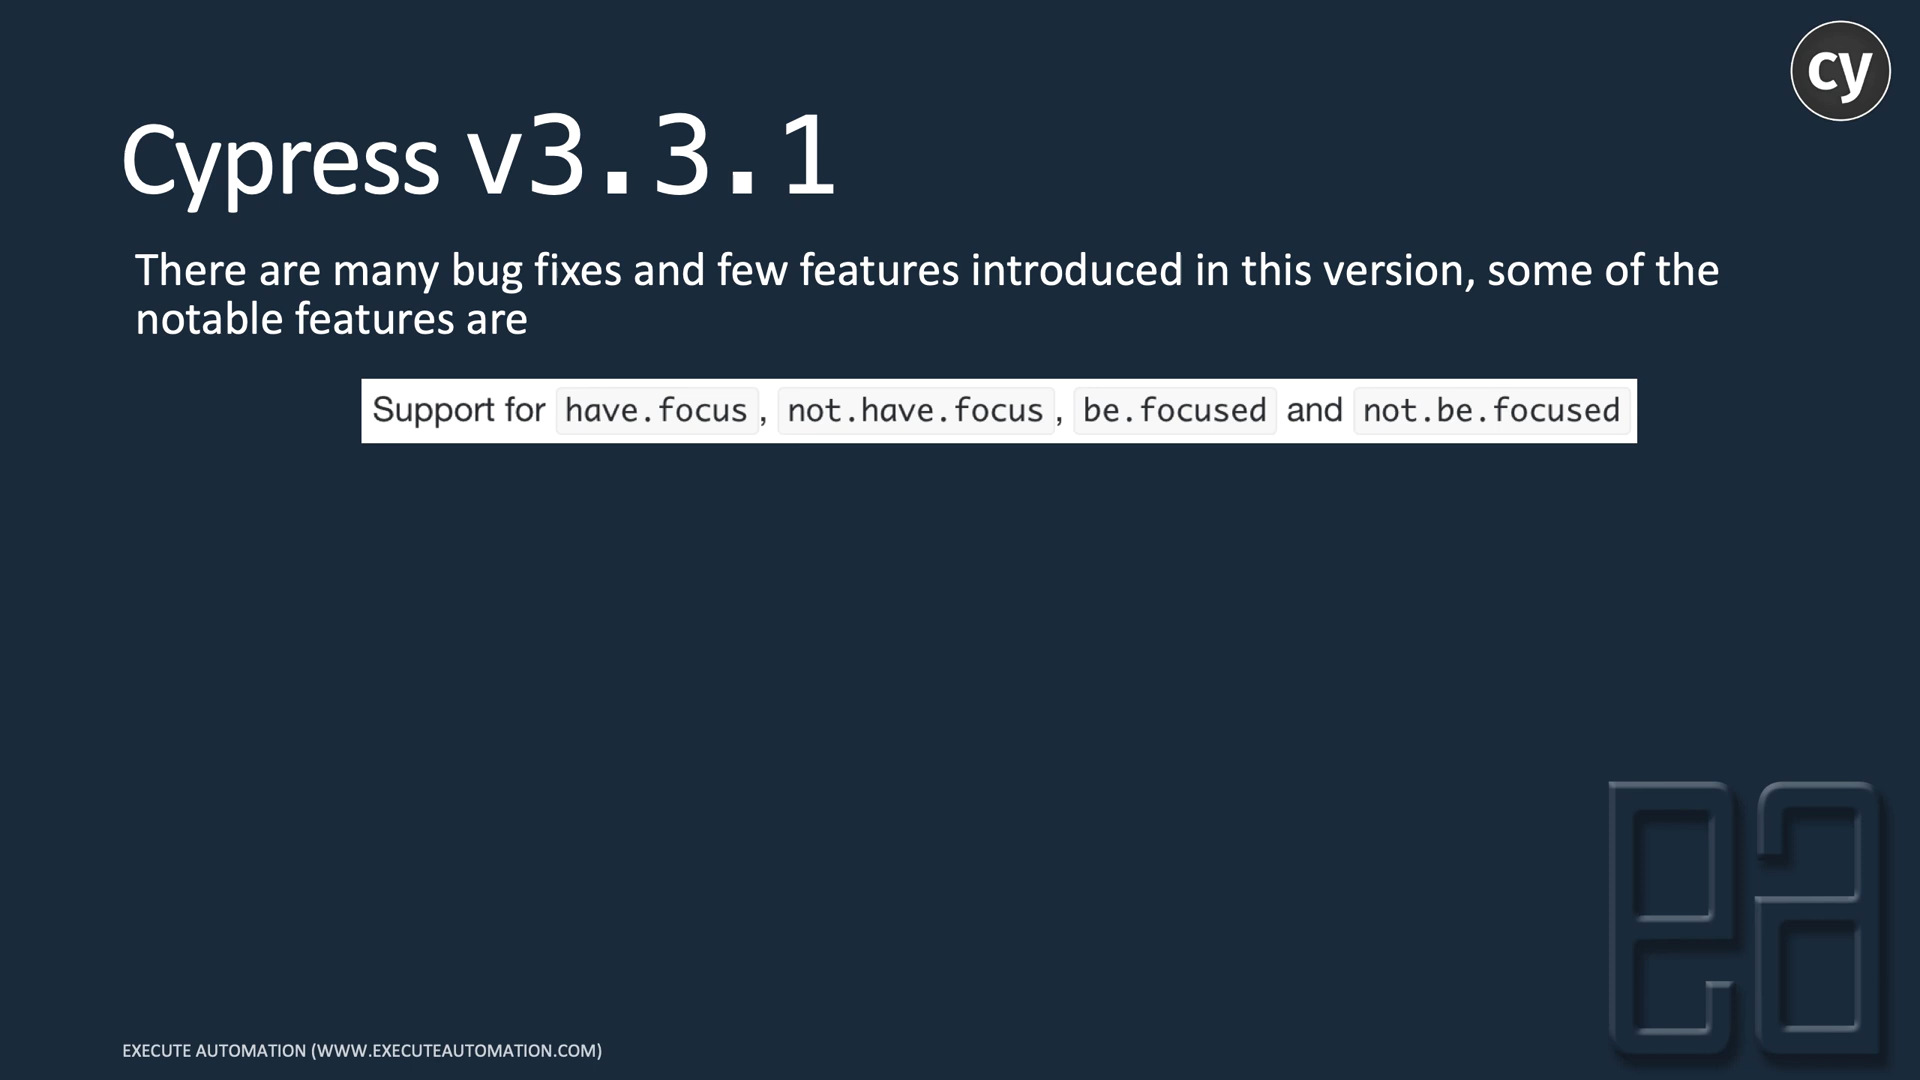 cy
Cypress v3.3.1
There are many bug fixes and few features introduced in this version, some of the
notable features are
Support for have.focus, not.have.focus, be.focused and not.be.focused
ea
EXECUTE AUTOMATION (WWW.EXECUTEAUTOMATION.COM)